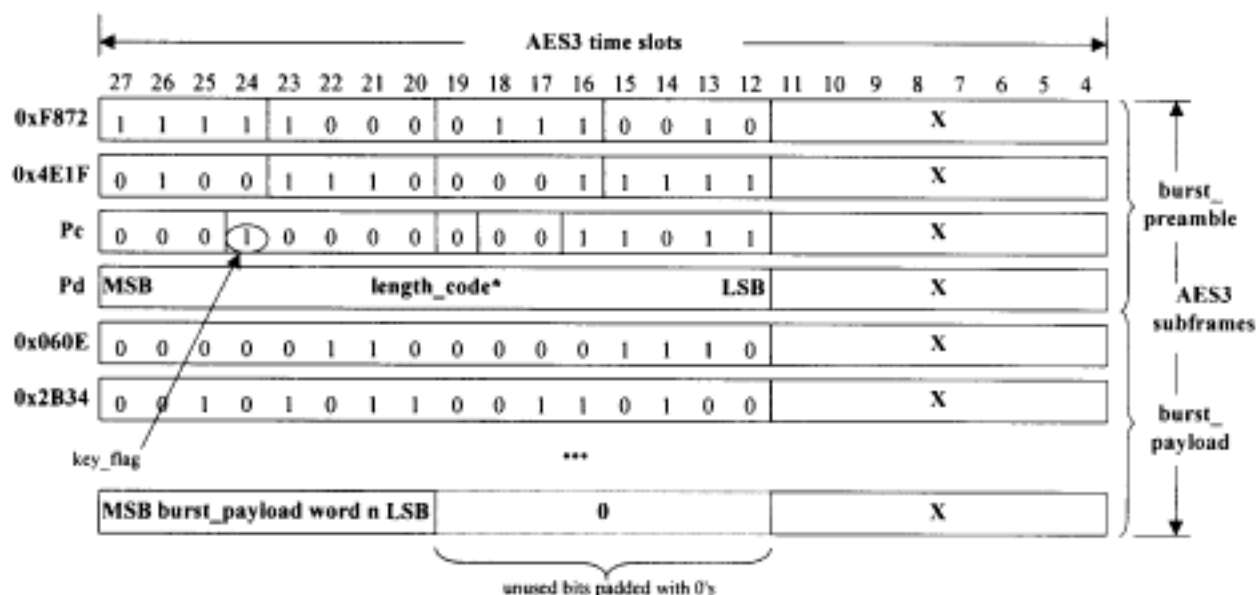 AES3 time slots
27 26 25 24 23 22 21 20 19 18 17 16 15 14 13 12 11 10 9 8 7 6 5 4
0xF872 1 1 1 1 1 0 0 0 0 1 1 1 0 0 1 0 X
0x4E1F 0 1 0 0 1 1 1 0 0 0 0 1 1 1 1 1 X
burst_
preamble
Pc 0 0 0 1 0 0 0 0 0 0 0 1 1 0 1 1 X
Pd MSB length_code* LSB X
AES3
subframes
0x060E 0 0 0 0 0 1 1 0 0 0 0 0 1 1 1 0 X
0x2B34 0 0 1 0 1 0 1 1 0 0 1 1 0 1 0 0 X
burst_
payload
key_flag
•••
MSB burst_payload word n LSB 0 X
unused bits padded with 0's